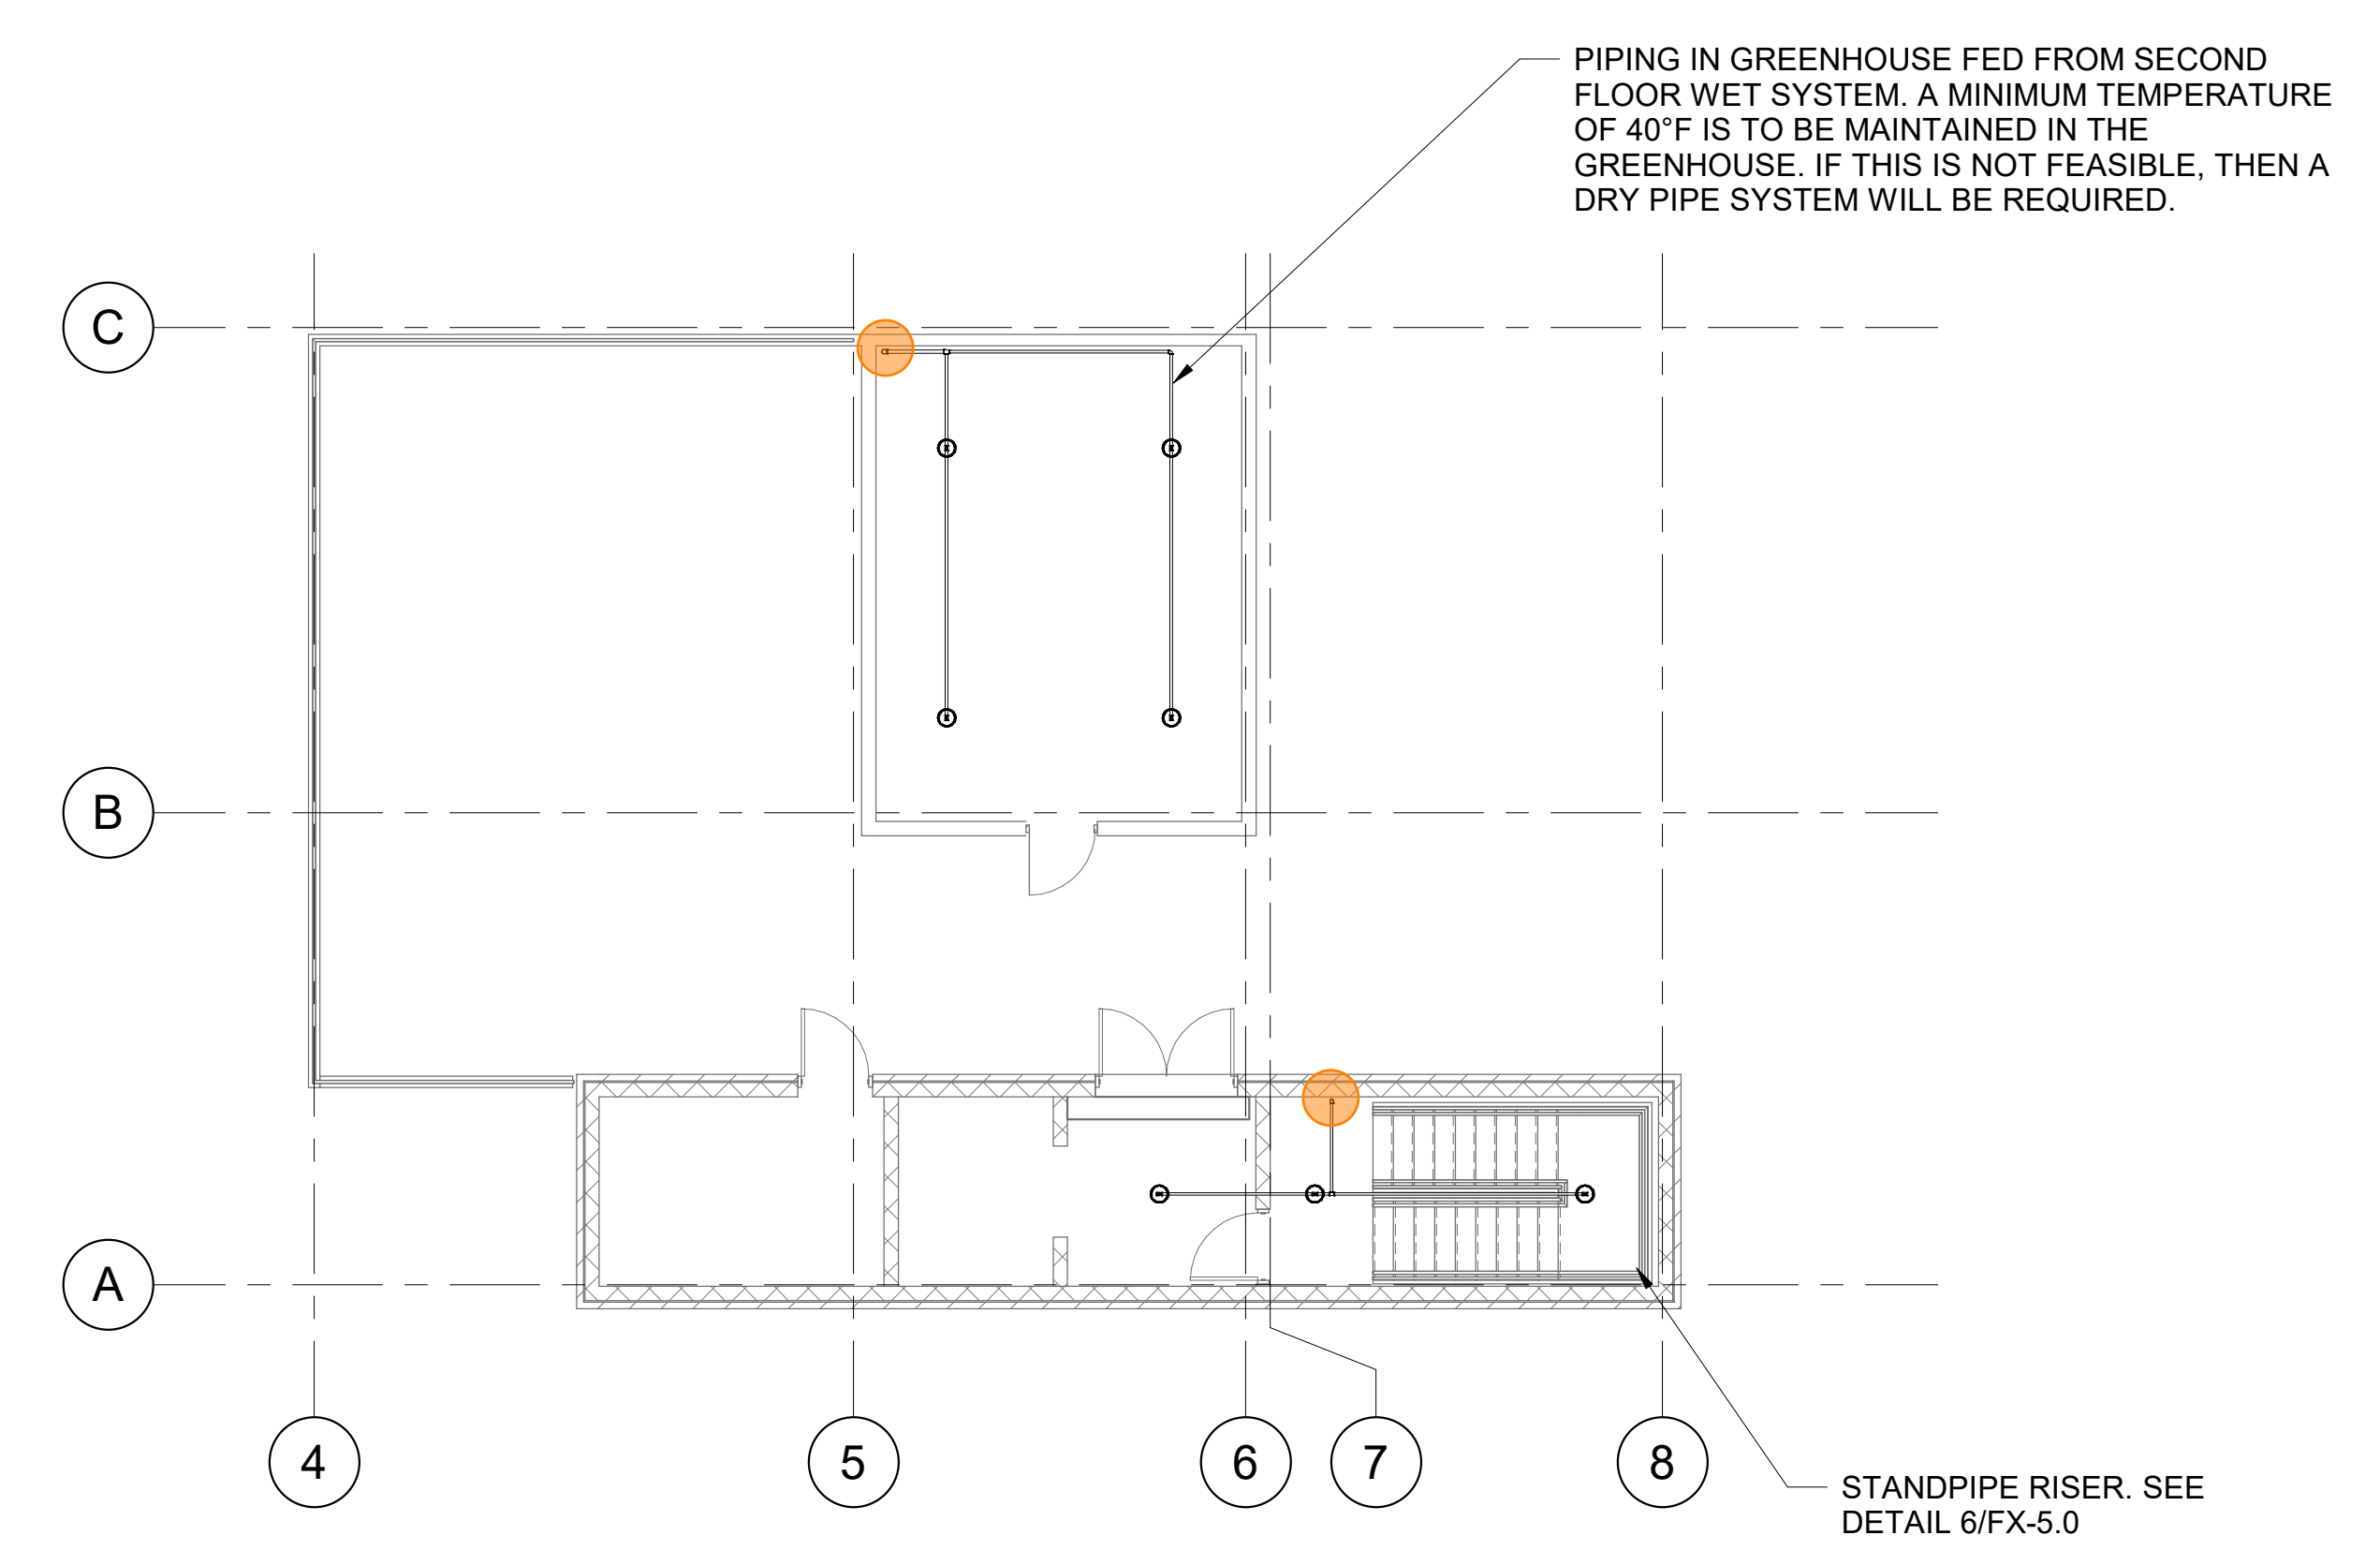 PIPING IN GREENHOUSE FED FROM SECOND
FLOOR WET SYSTEM. A MINIMUM TEMPERATURE
OF 40°F IS TO BE MAINTAINED IN THE
GREENHOUSE. IF THIS IS NOT FEASIBLE, THEN A
DRY PIPE SYSTEM WILL BE REQUIRED.
C
B
A
4
5
6
7
8
STANDPIPE RISER. SEE
DETAIL 6/FX-5.0